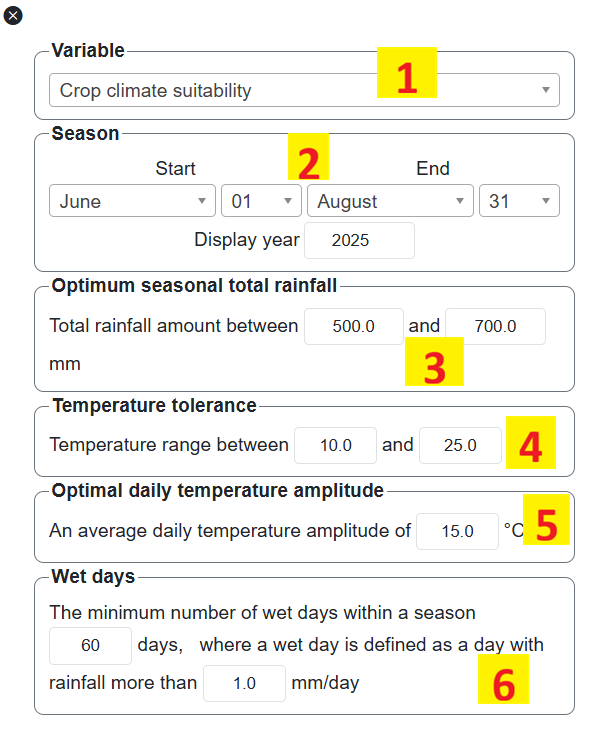 Variable
1
Crop climate suitability
Season
2
Start End
June 01 August 31
Display year 2025
Optimum seasonal total rainfall
Total rainfall amount between 500.0 and 700.0
mm
3
Temperature tolerance
Temperature range between 10.0 and 25.0
4
Optimal daily temperature amplitude
An average daily temperature amplitude of 15.0 °C
5
Wet days
The minimum number of wet days within a season
60 days, where a wet day is defined as a day with
rainfall more than 1.0 mm/day
6